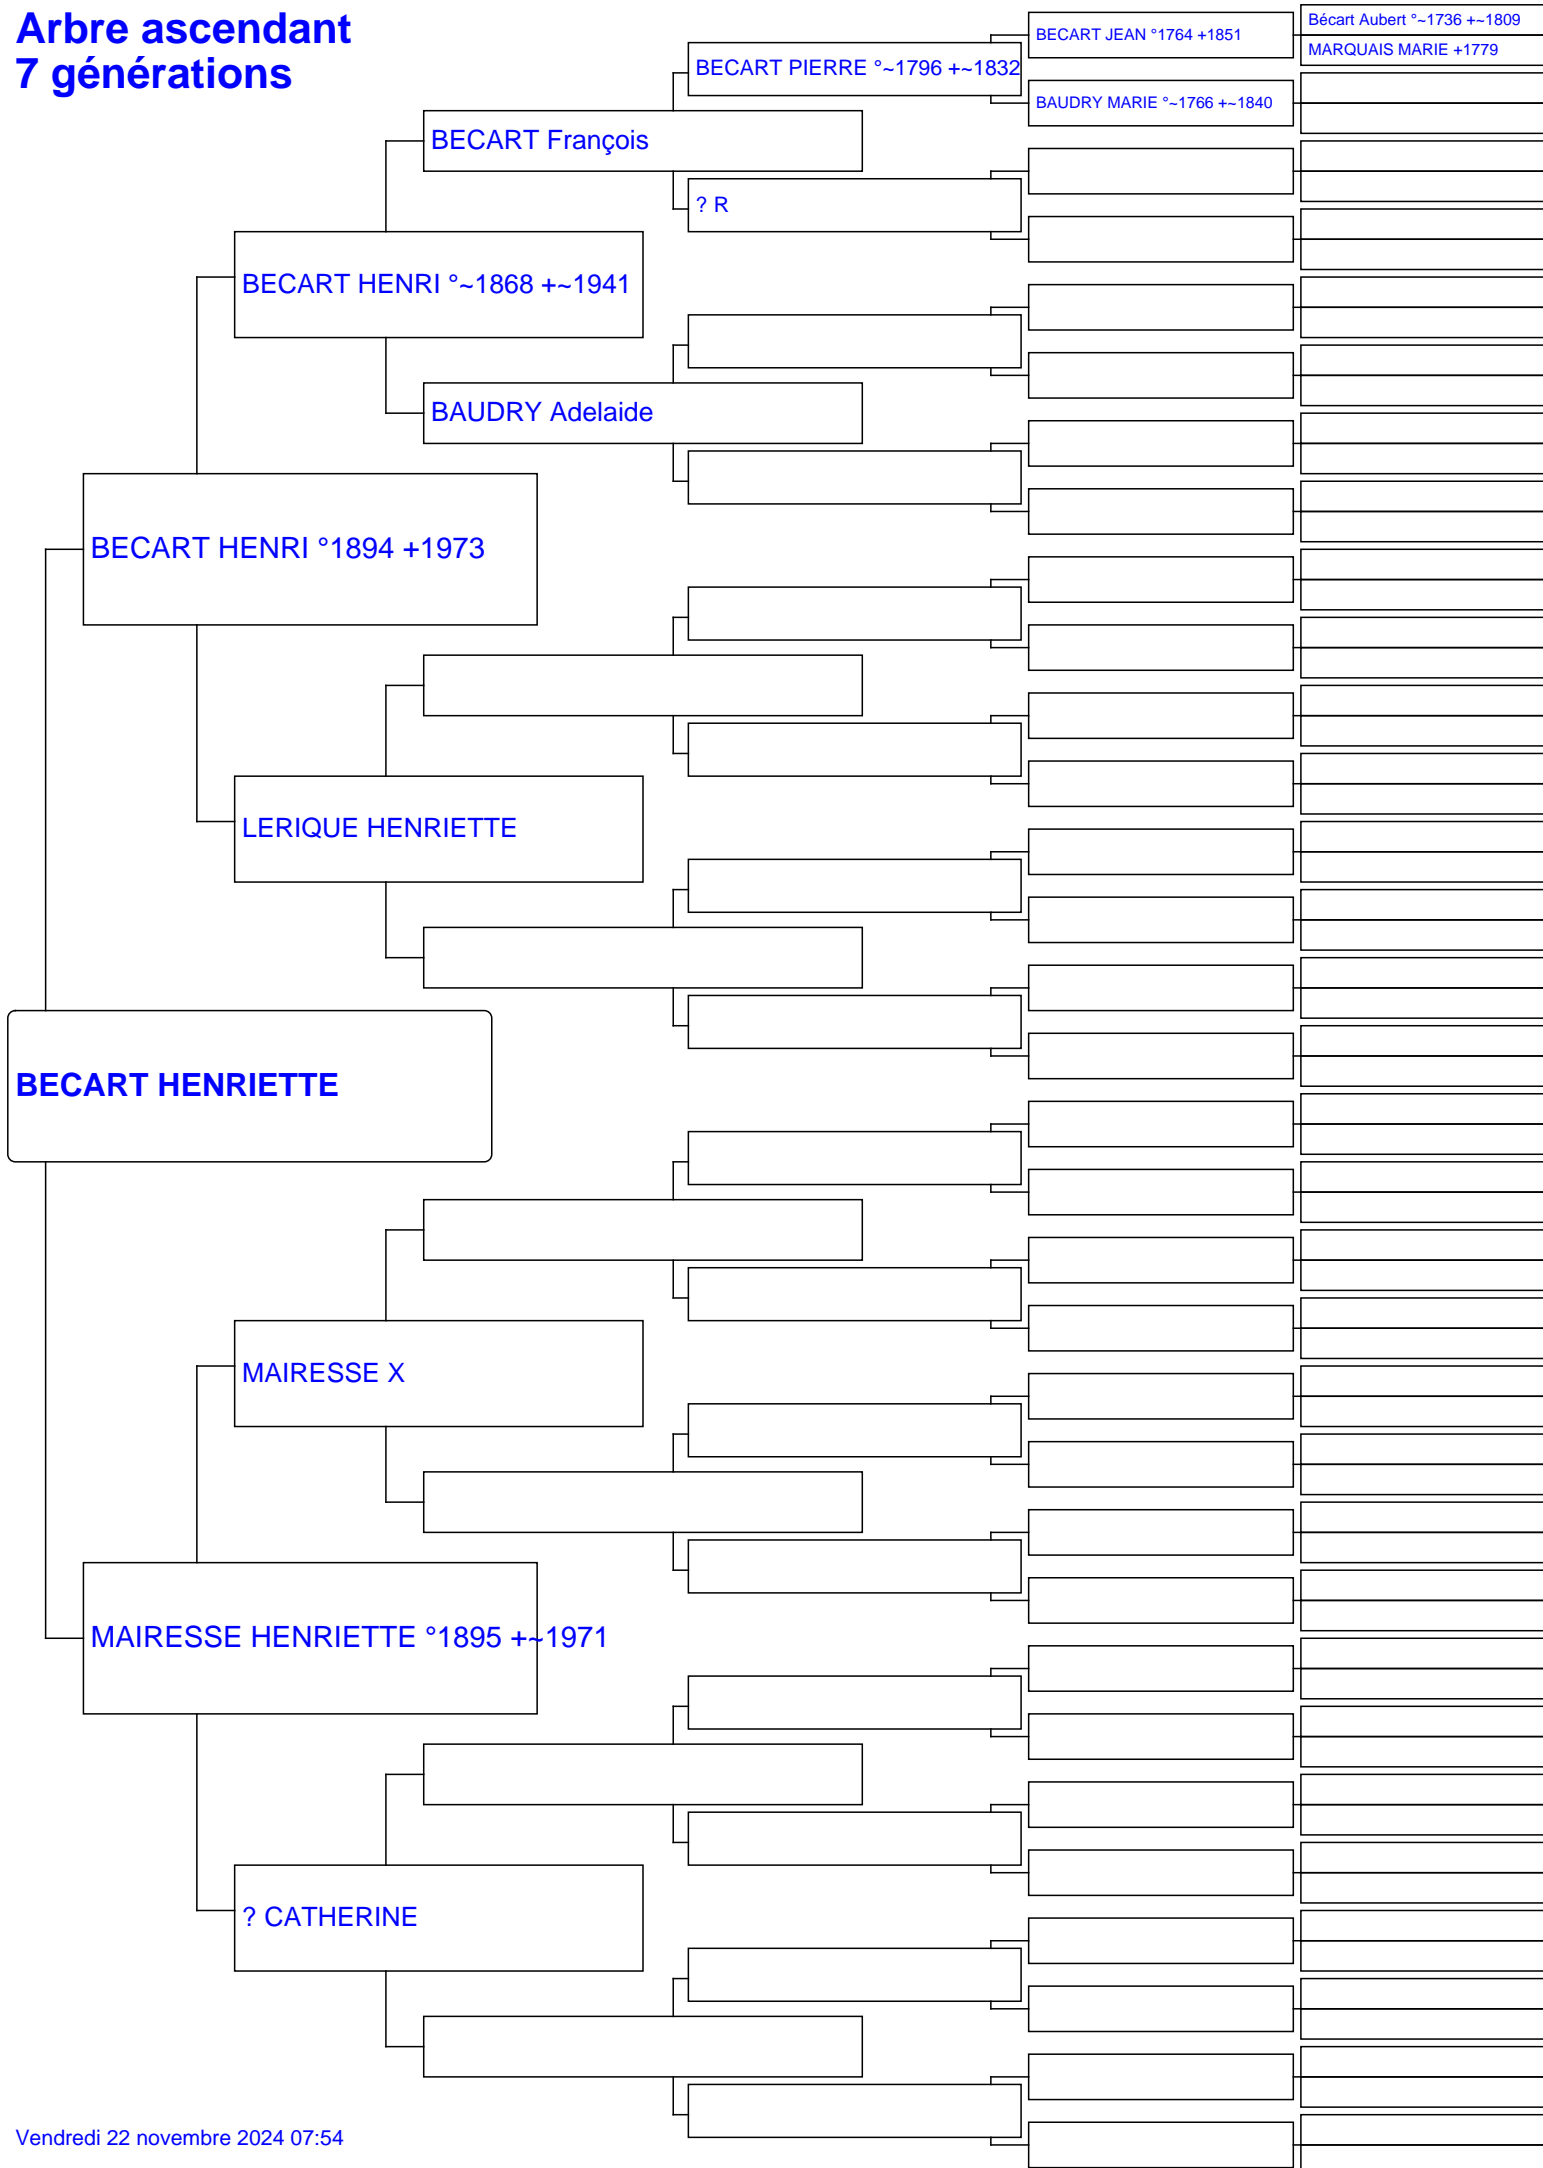 Arbre ascendant
7 générations
BECART JEAN °1764 +1851
Bécart Aubert °~1736 +~1809
MARQUAIS MARIE +1779
BECART PIERRE °~1796 +~1832
BAUDRY MARIE °~1766 +~1840
BECART François
? R
BECART HENRI °~1868 +~1941
BAUDRY Adelaide
BECART HENRI °1894 +1973
LERIQUE HENRIETTE
BECART HENRIETTE
MAIRESSE X
MAIRESSE HENRIETTE °1895 +~1971
? CATHERINE
Vendredi 22 novembre 2024 07:54